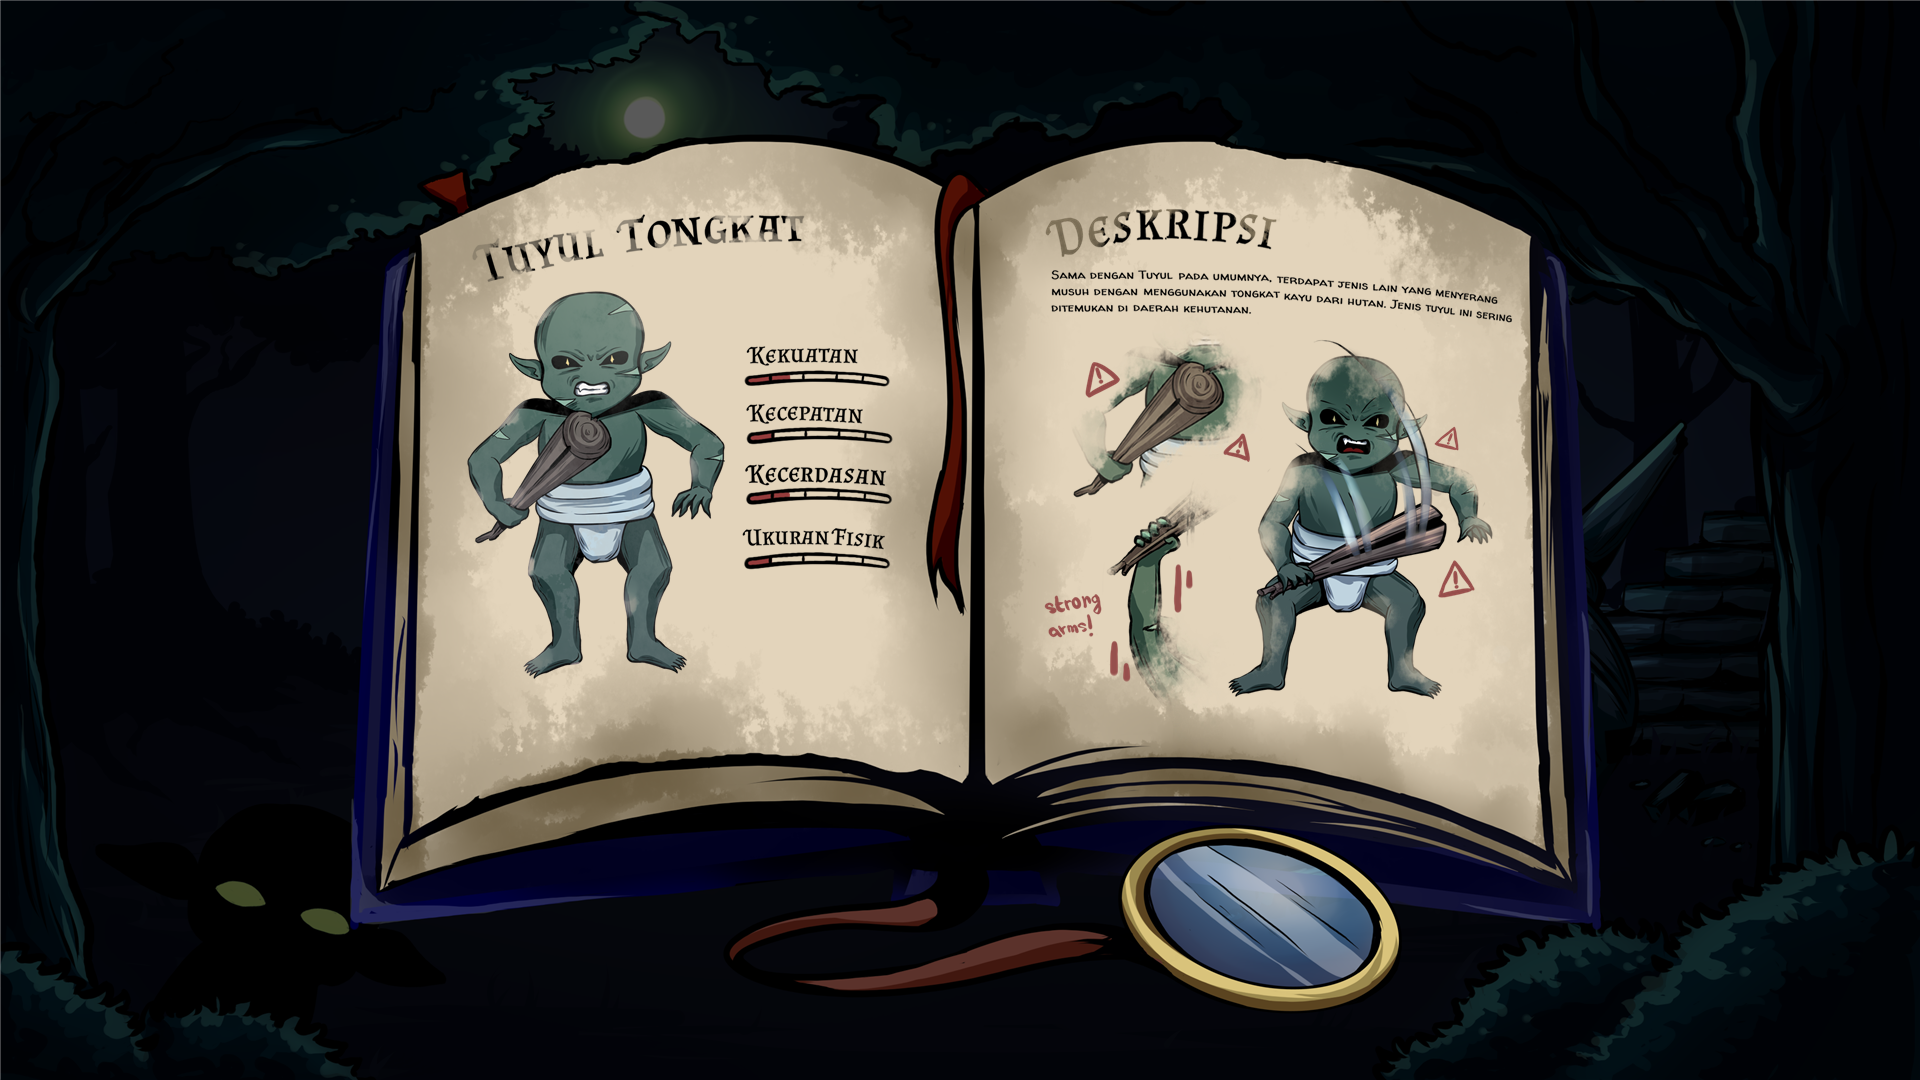 Tuyul Tongkat
Kekuatan
Kecepatan
Kecerdasan
Ukuran Fisik
Deskripsi
Sama dengan Tuyul pada umumnya, terdapat jenis lain yang menyerang
musuh dengan menggunakan tongkat kayu dari hutan. Jenis tuyul ini sering
ditemukan di daerah kehutanan.
strong
arms!